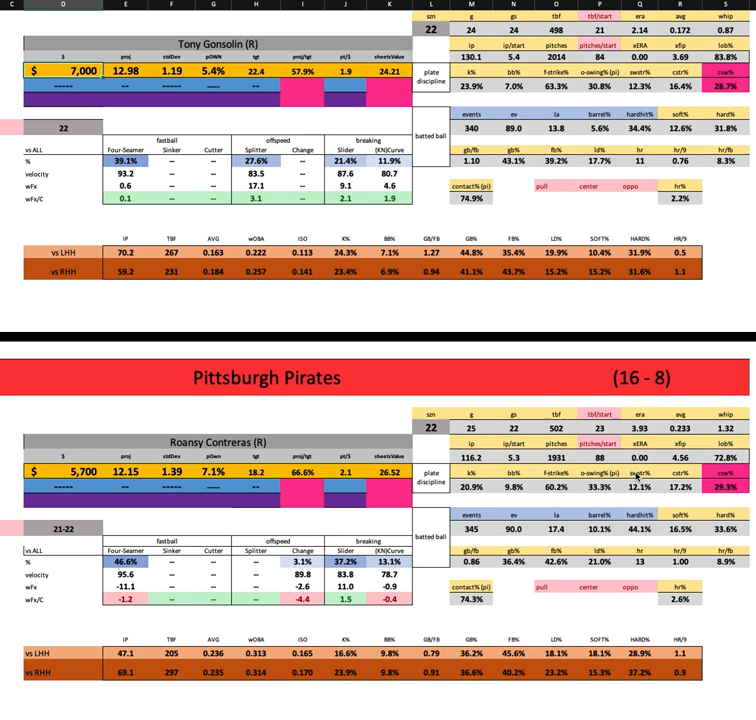 C D E F G H I J K L M N O P Q R S
szn g gs tbf tbf/start era avg whip
22 24 24 498 21 2.14 0.172 0.87
Tony Gonsolin (R) ip ip/start pitches pitches/start xERA xfip lob%
$ proj stdDev pOWN tgt proj/tgt pt/$ sheetsValue 130.1 5.4 2014 84 0.00 3.69 83.8%
$ 7,000 12.98 1.19 5.4% 22.4 57.9% 1.9 24.21 plate discipline k% bb% f-strike% o-swing% (pi) swstr% cstr% csw%
----- -- -- — -- 23.9% 7.0% 63.3% 30.8% 12.3% 16.4% 28.7%
events ev la barrel% hardhit% soft% hard%
22 340 89.0 13.8 5.6% 34.4% 12.6% 31.8%
fastball offspeed breaking batted ball
vs ALL Four-Seamer Sinker Cutter Splitter Change Slider (KN)Curve gb/fb gb% fb% ld% hr hr/9 hr/fb
% 39.1% -- -- 27.6% -- 21.4% 11.9% 1.10 43.1% 39.2% 17.7% 11 0.76 8.3%
velocity 93.2 -- -- 83.5 -- 87.6 80.7
wFx 0.6 -- -- 17.1 -- 9.1 4.6 contact% (pi) pull center oppo hr%
wFx/C 0.1 -- -- 3.1 -- 2.1 1.9 74.9% 2.2%
IP TBF AVG wOBA ISO K% BB% GB/FB GB% FB% LD% SOFT% HARD% HR/9
vs LHH 70.2 267 0.163 0.222 0.113 24.3% 7.1% 1.27 44.8% 35.4% 19.9% 10.4% 31.9% 0.5
vs RHH 59.2 231 0.184 0.257 0.141 23.4% 6.9% 0.94 41.1% 43.7% 15.2% 15.2% 31.6% 1.1
Pittsburgh Pirates (16 - 8)
szn g gs tbf tbf/start era avg whip
22 25 22 502 23 3.93 0.233 1.32
Roansy Contreras (R) ip ip/start pitches pitches/start xERA xfip lob%
$ proj stdDev pOwn tgt proj/tgt pt/$ sheetsValue 116.2 5.3 1931 88 0.00 4.56 72.8%
$ 5,700 12.15 1.39 7.1% 18.2 66.6% 2.1 26.52 plate discipline k% bb% f-strike% o-swing% (pi) swstr% cstr% csw%
----- -- -- — -- 20.9% 9.8% 60.2% 33.3% 12.1% 17.2% 29.3%
events ev la barrel% hardhit% soft% hard%
21-22 345 90.0 17.4 10.1% 44.1% 16.5% 33.6%
fastball offspeed breaking batted ball
vs ALL Four-Seamer Sinker Cutter Splitter Change Slider (KN)Curve gb/fb gb% fb% ld% hr hr/9 hr/fb
% 46.6% -- -- -- 3.1% 37.2% 13.1% 0.86 36.4% 42.6% 21.0% 13 1.00 8.9%
velocity 95.6 -- -- -- 89.8 83.8 78.7
wFx -11.1 -- -- -- -2.6 11.0 -0.9 contact% (pi) pull center oppo hr%
wFx/C -1.2 -- -- -- -4.4 1.5 -0.4 74.3% 2.6%
IP TBF AVG wOBA ISO K% BB% GB/FB GB% FB% LD% SOFT% HARD% HR/9
vs LHH 47.1 205 0.236 0.313 0.165 16.6% 9.8% 0.79 36.2% 45.6% 18.1% 18.1% 28.9% 1.1
vs RHH 69.1 297 0.235 0.314 0.170 23.9% 9.8% 0.91 36.6% 40.2% 23.2% 15.3% 37.2% 0.9